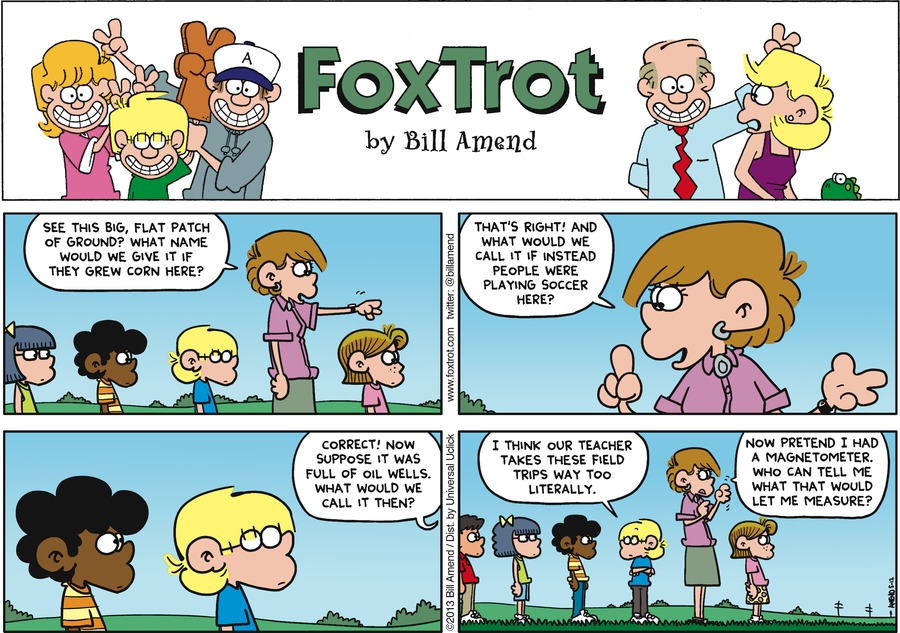 A
FOXTROT
by Bill Amend
SEE THIS BIG, FLAT PATCH
OF GROUND? WHAT NAME
WOULD WE GIVE IT IF
THEY GREW CORN HERE?
www.foxtrot.com twitter: @billamend
THAT'S RIGHT! AND
WHAT WOULD WE
CALL IT IF INSTEAD
PEOPLE WERE
PLAYING SOCCER
HERE?
CORRECT! NOW
SUPPOSE IT WAS
FULL OF OIL WELLS.
WHAT WOULD WE
CALL IT THEN?
©2013 Bill Amend / Dist. by Universal Uclick
I THINK OUR TEACHER
TAKES THESE FIELD
TRIPS WAY TOO
LITERALLY.
NOW PRETEND I HAD
A MAGNETOMETER.
WHO CAN TELL ME
WHAT THAT WOULD
LET ME MEASURE?
AMEND 5-12